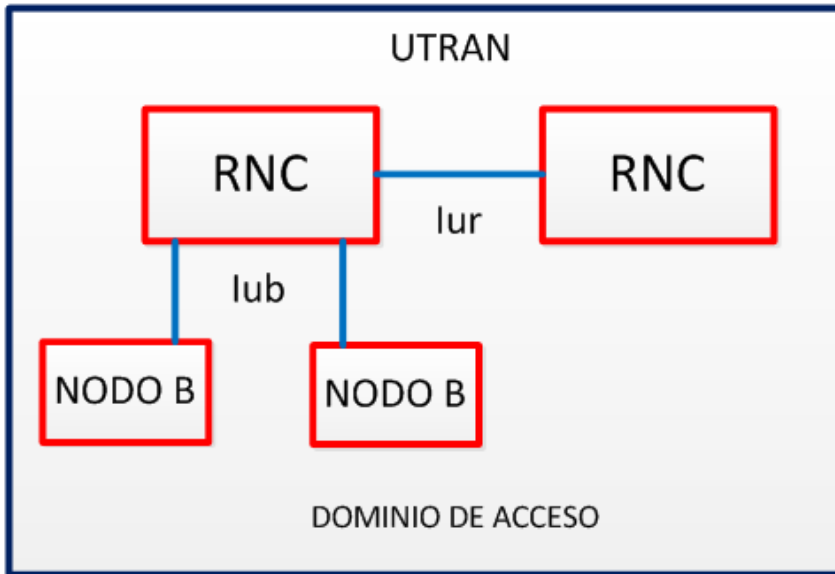 UTRAN
RNC
RNC
Iur
Iub
NODO B
NODO B
DOMINIO DE ACCESO